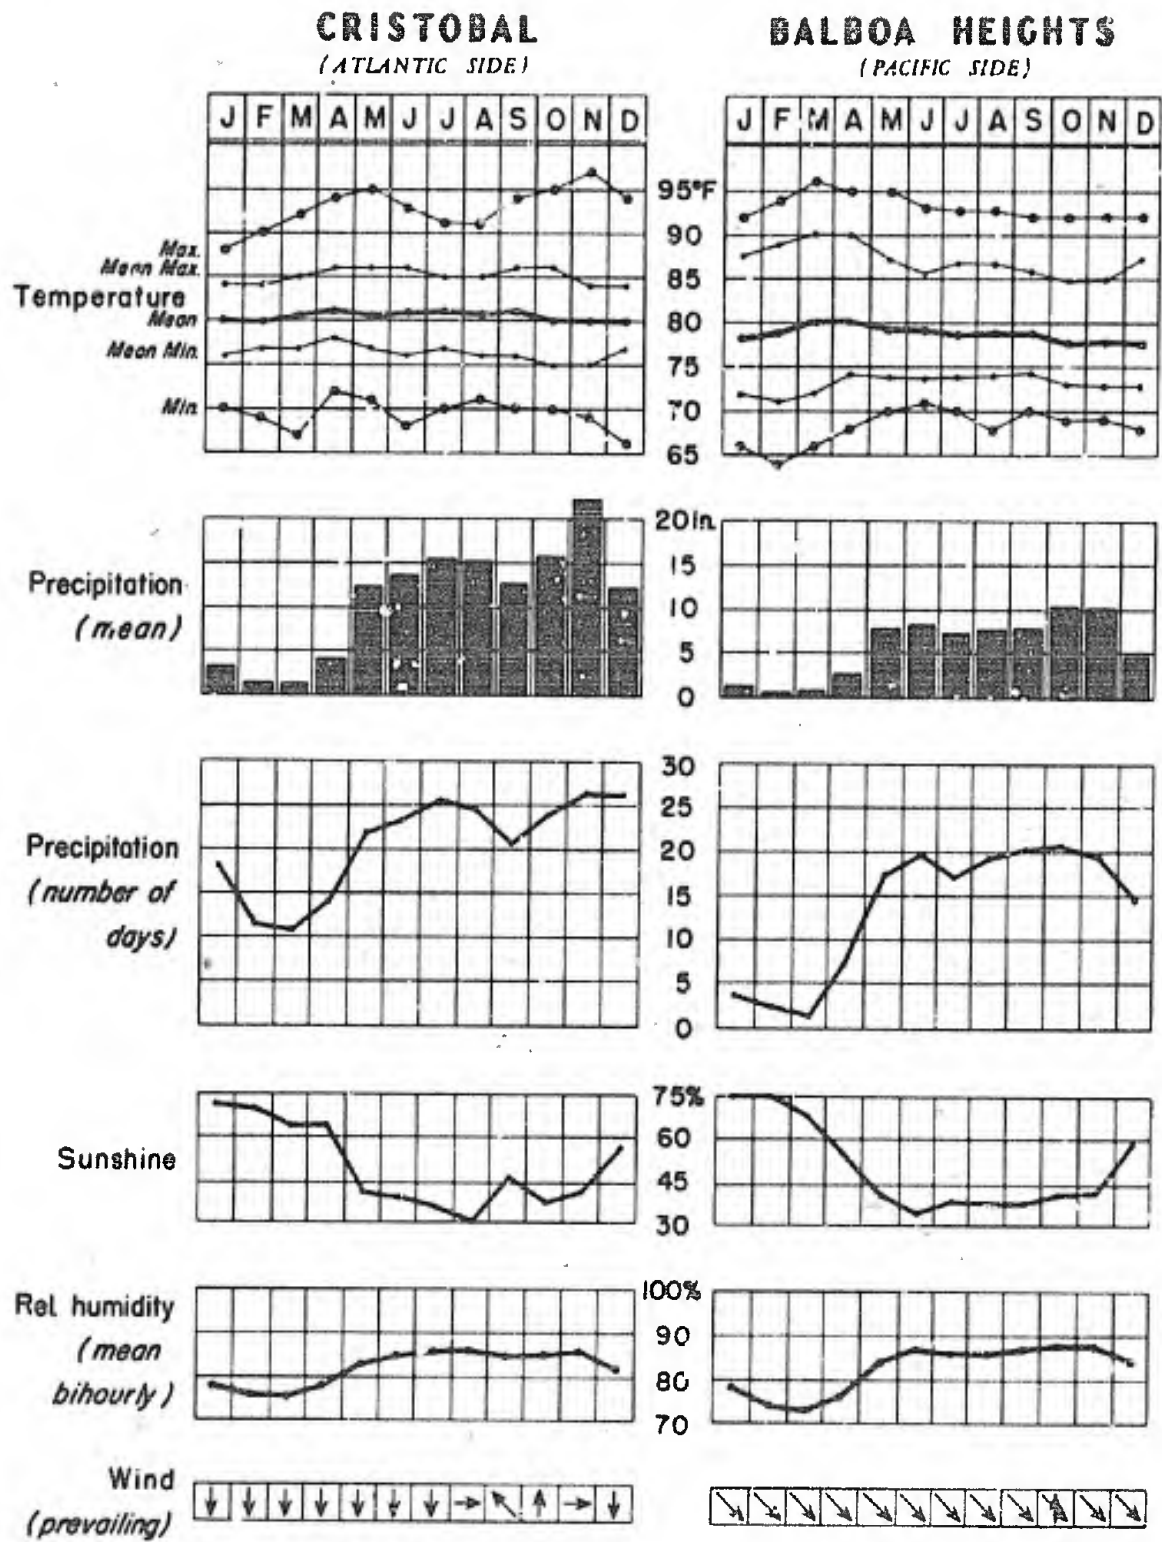 CRISTOBAL
(ATLANTIC SIDE)
BALBOA HEIGHTS
(PACIFIC SIDE)
J F M A M J J A S O N D
J F M A M J J A S O N D
Temperature
Max.
Mean Max.
Mean
Mean Min.
Min.
95°F
90
85
80
75
70
65
Precipitation
(mean)
20 In.
15
10
5
0
Precipitation
(number of
days)
30
25
20
15
10
5
0
Sunshine
75%
60
45
30
Rel. humidity
(mean
bihourly)
100%
90
80
70
Wind
(prevailing)